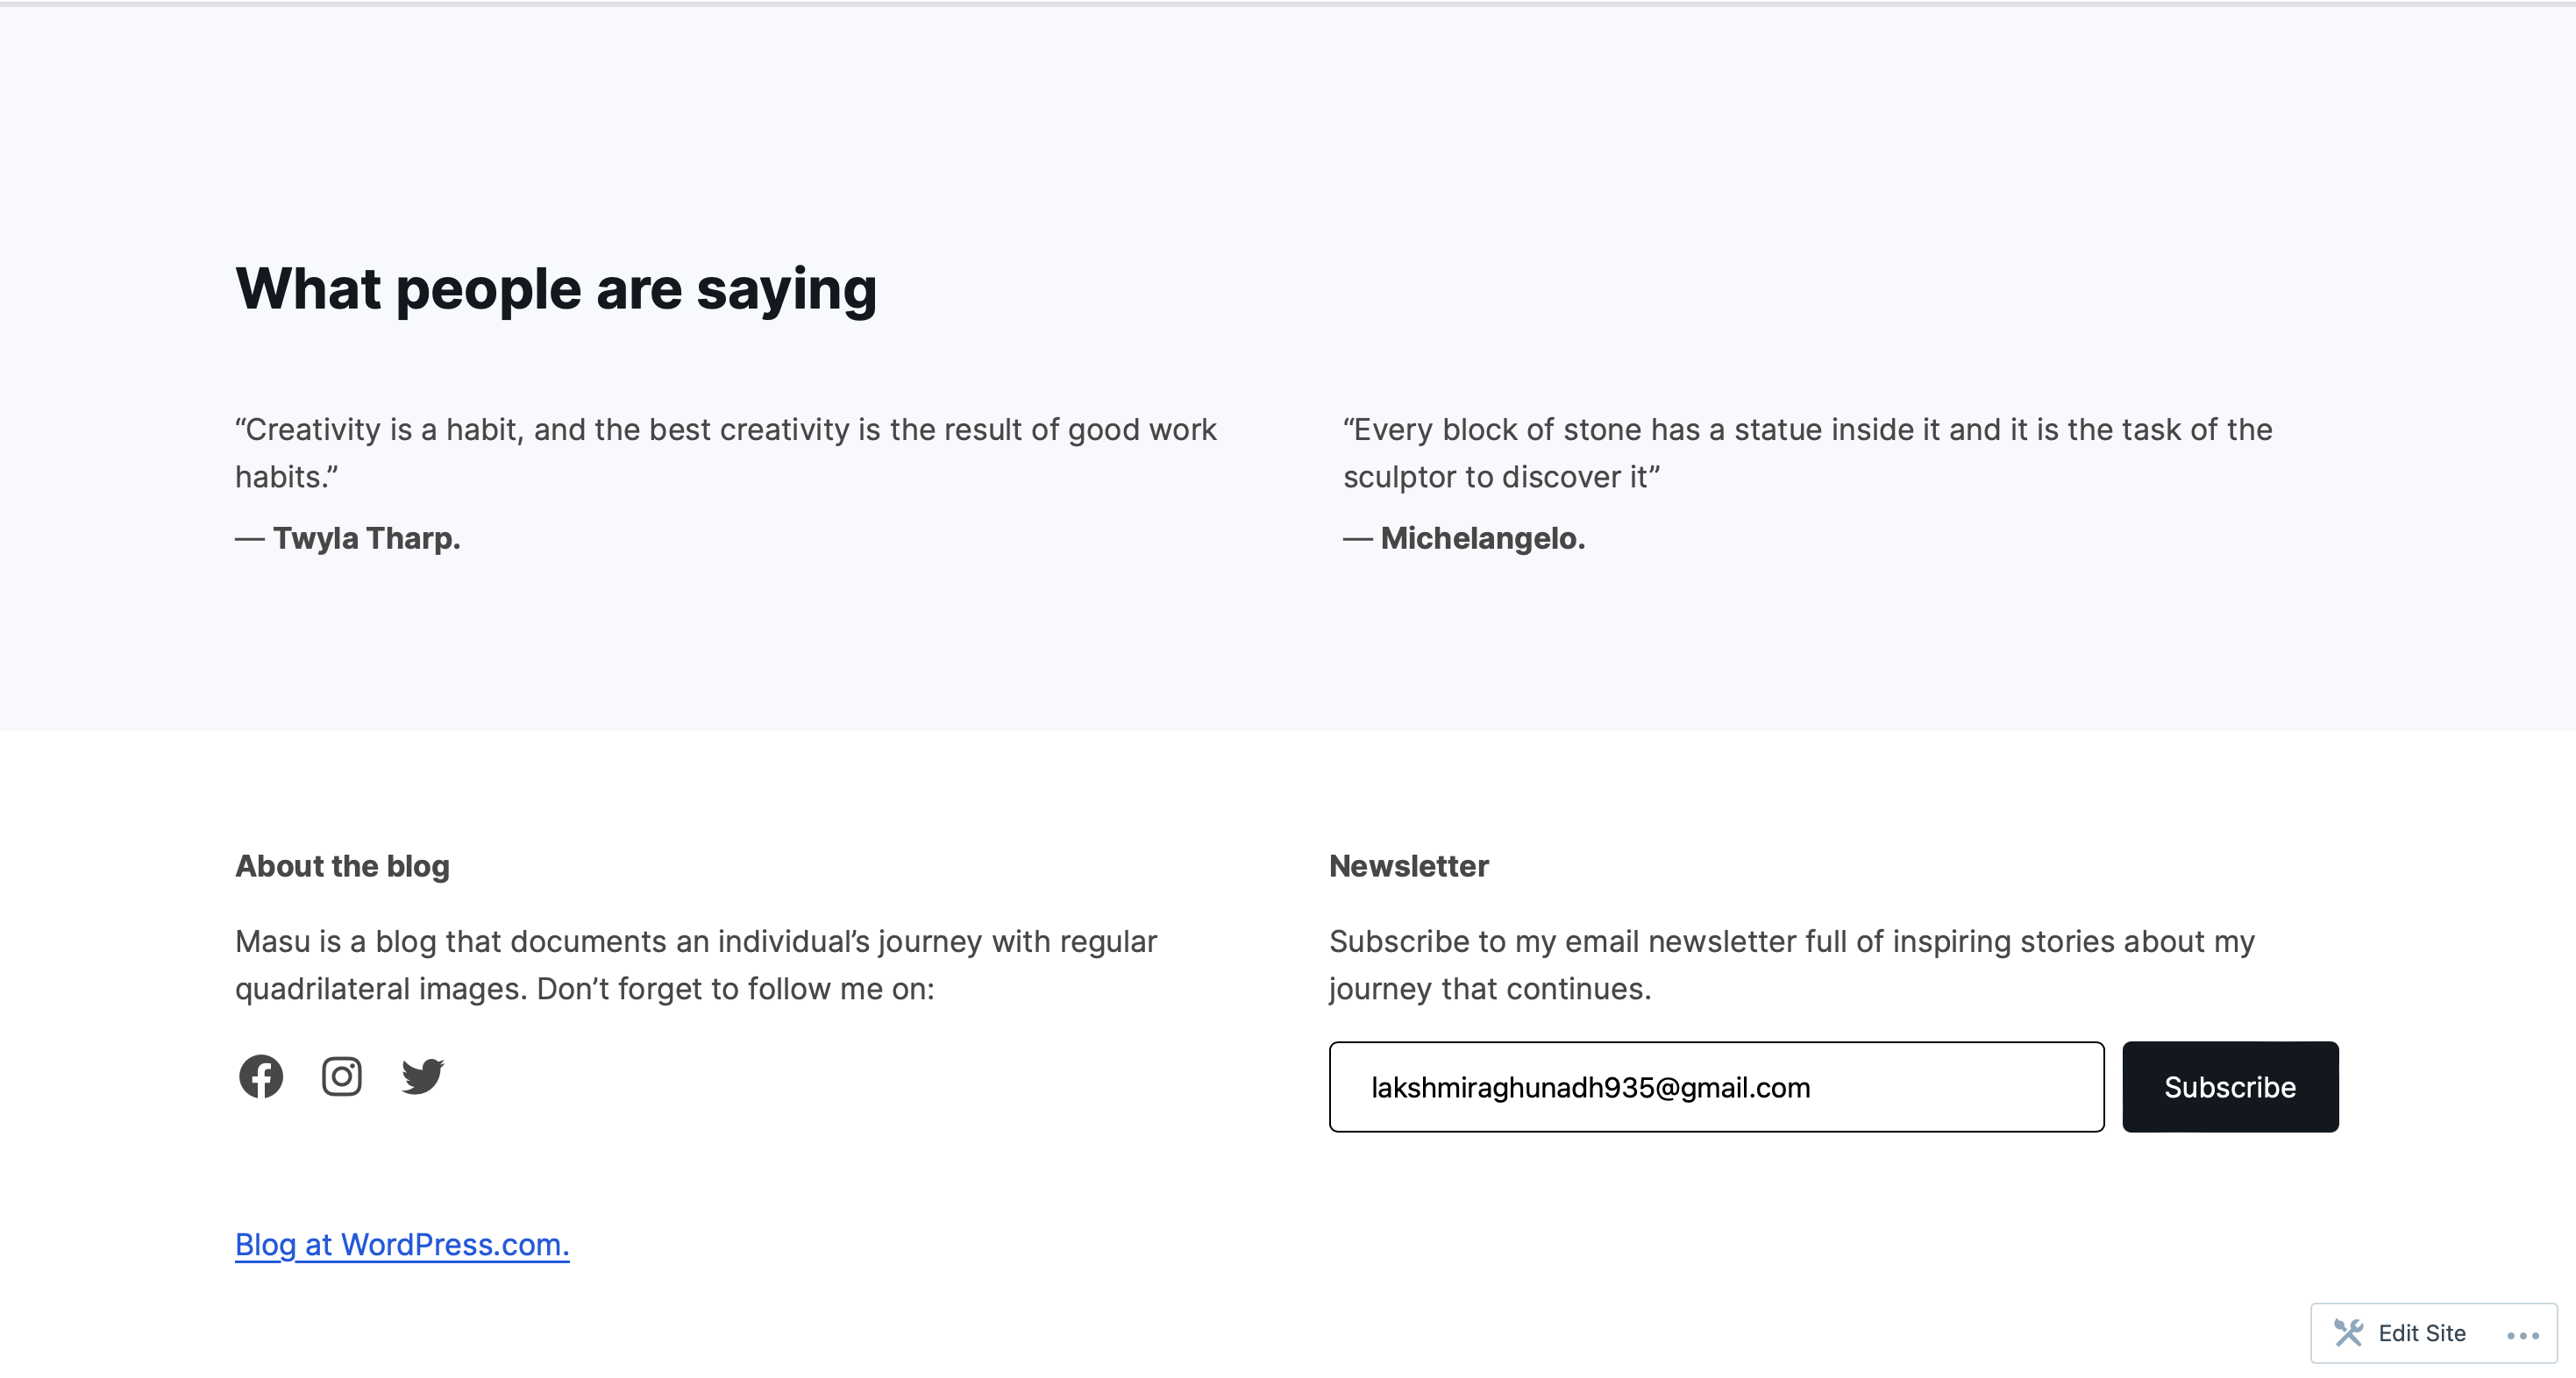 What people are saying
“Creativity is a habit, and the best creativity is the result of good work
habits.”
— Twyla Tharp.
“Every block of stone has a statue inside it and it is the task of the
sculptor to discover it”
— Michelangelo.
About the blog
Masu is a blog that documents an individual’s journey with regular
quadrilateral images. Don’t forget to follow me on:
Newsletter
Subscribe to my email newsletter full of inspiring stories about my
journey that continues.
lakshmiraghunadh935@gmail.com
Subscribe
Blog at WordPress.com.
Edit Site